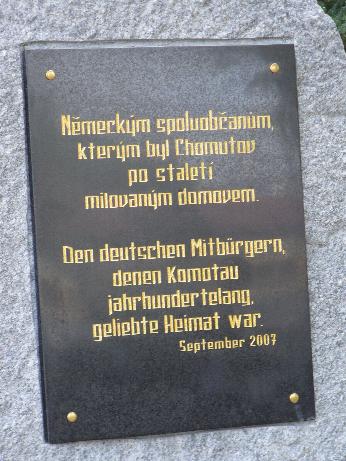 Německým spoluobčanům,
kterým byl Chomutov
po staletí
milovaným domovem.
Den deutschen Mitbürgern,
denen Komotau
jahrhundertelang,
geliebte Heimat war.
September 2007